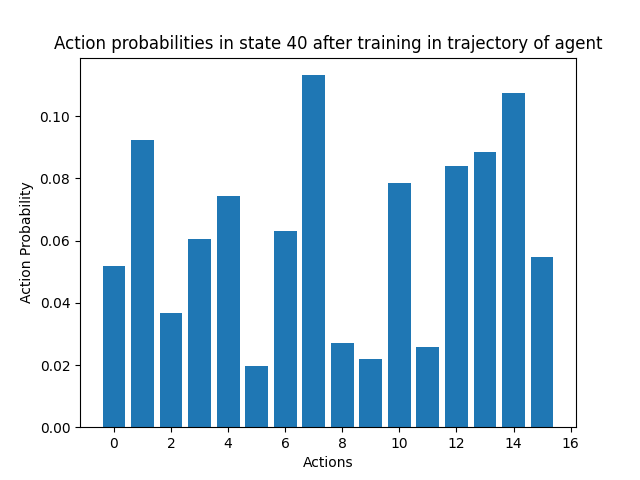 Action probabilities in state 40 after training in trajectory of agent
0.10
0.08
0.06
0.04
0.02
0.00
Action Probability
0 2 4 6 8 10 12 14 16
Actions